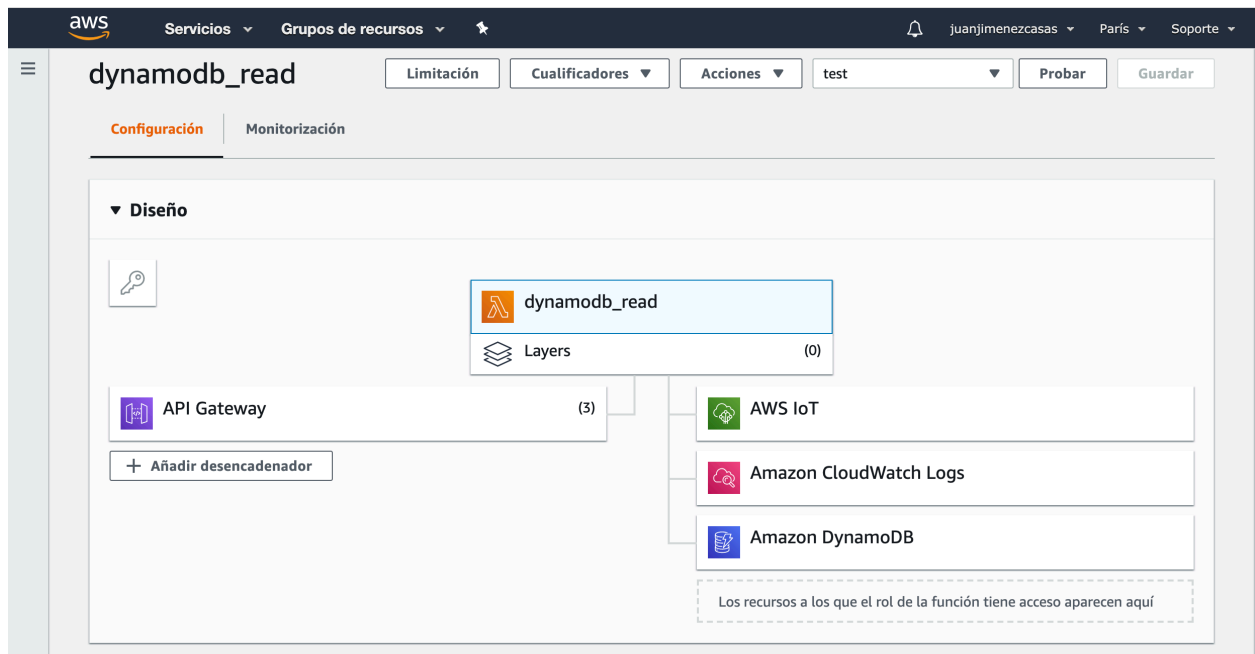 aws Servicios Grupos de recursos juanjimenezcasas París Soporte
dynamodb_read Limitación Cualificadores Acciones test Probar Guardar
Configuración Monitorización
Diseño
dynamodb_read
Layers (0)
API Gateway (3)
Añadir desencadenador
AWS IoT
Amazon CloudWatch Logs
Amazon DynamoDB
Los recursos a los que el rol de la función tiene acceso aparecen aquí